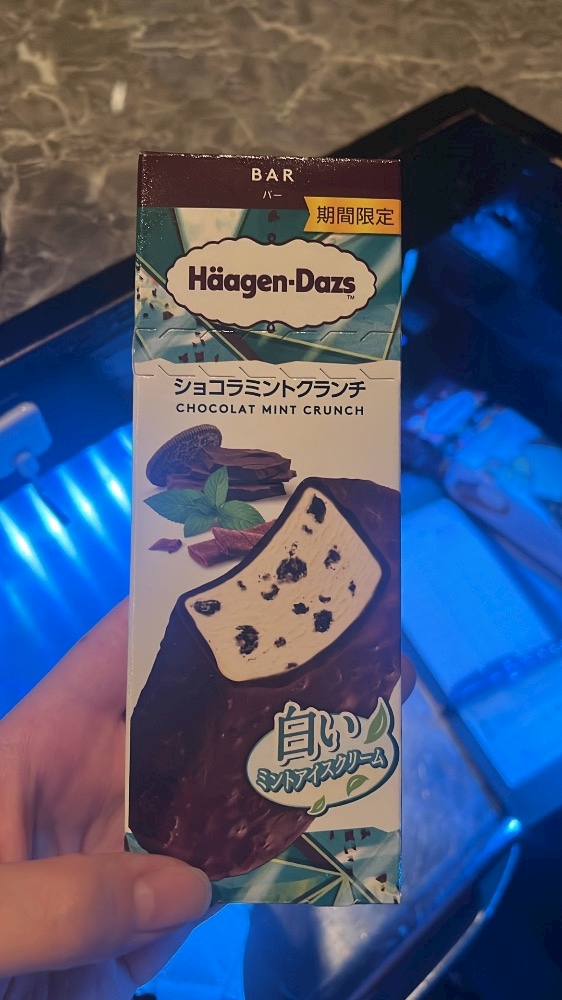 BAR
バー
期間限定
Häagen-Dazs
TM
ショコラミントクランチ
CHOCOLAT MINT CRUNCH
白い
ミントアイスクリーム